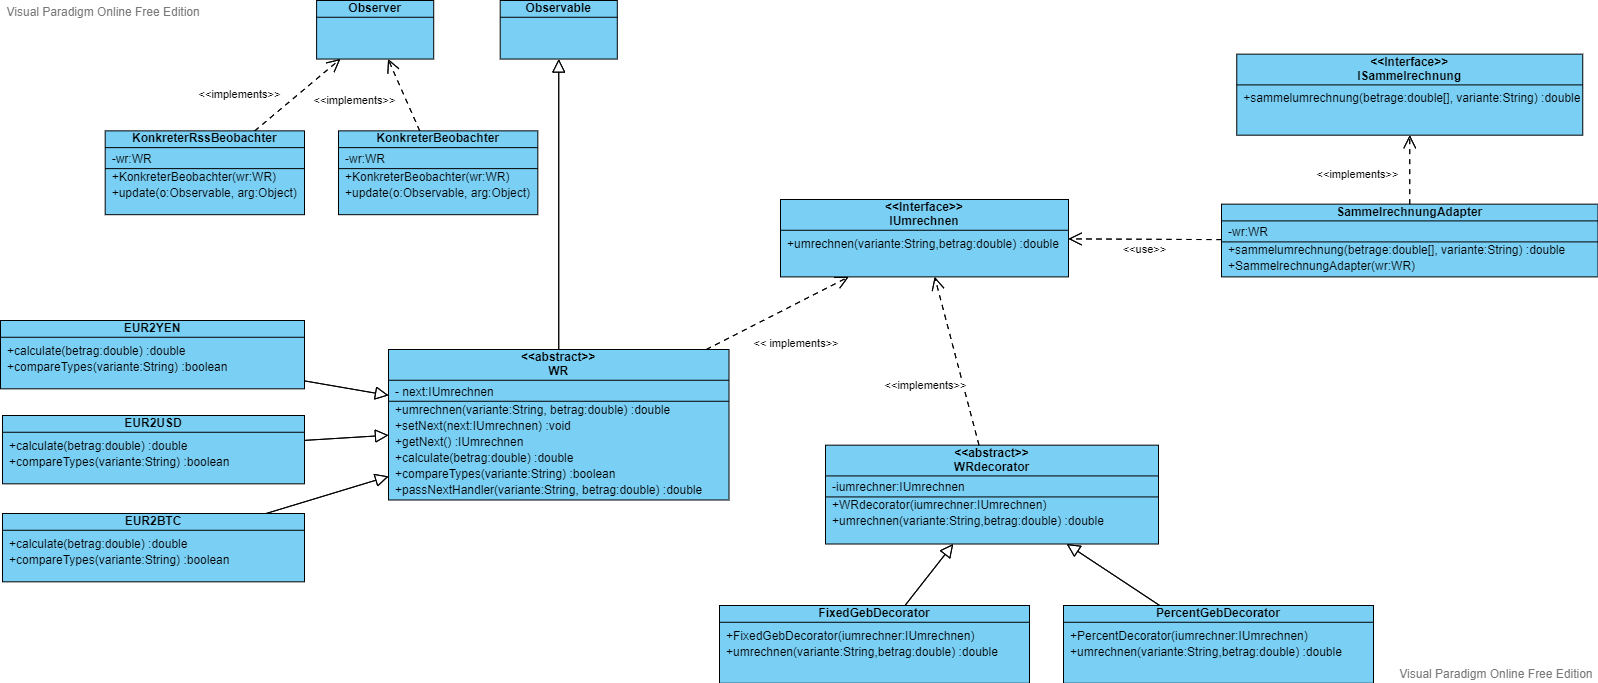 Visual Paradigm Online Free Edition
Observer
Observable
<<Interface>>
ISammelrechnung
+sammelumrechnung(betrage:double[], variante:String) :double
<<implements>>
<<implements>>
KonkreterRssBeobachter
-wr:WR
+KonkreterBeobachter(wr:WR)
+update(o:Observable, arg:Object)
KonkreterBeobachter
-wr:WR
+KonkreterBeobachter(wr:WR)
+update(o:Observable, arg:Object)
<<implements>>
<<Interface>>
IUmrechnen
+umrechnen(variante:String,betrag:double) :double
<<use>>
SammelrechnungAdapter
-wr:WR
+sammelumrechnung(betrage:double[], variante:String) :double
+SammelrechnungAdapter(wr:WR)
EUR2YEN
+calculate(betrag:double) :double
+compareTypes(variante:String) :boolean
EUR2USD
+calculate(betrag:double) :double
+compareTypes(variante:String) :boolean
EUR2BTC
+calculate(betrag:double) :double
+compareTypes(variante:String) :boolean
<<abstract>>
WR
- next:IUmrechnen
+umrechnen(variante:String, betrag:double) :double
+setNext(next:IUmrechnen) :void
+getNext() :IUmrechnen
+calculate(betrag:double) :double
+compareTypes(variante:String) :boolean
+passNextHandler(variante:String, betrag:double) :double
<< implements>>
<<implements>>
<<abstract>>
WRdecorator
-iumrechner:IUmrechnen
+WRdecorator(iumrechner:IUmrechnen)
+umrechnen(variante:String,betrag:double) :double
FixedGebDecorator
+FixedGebDecorator(iumrechner:IUmrechnen)
+umrechnen(variante:String,betrag:double) :double
PercentGebDecorator
+PercentDecorator(iumrechner:IUmrechnen)
+umrechnen(variante:String,betrag:double) :double
Visual Paradigm Online Free Edition